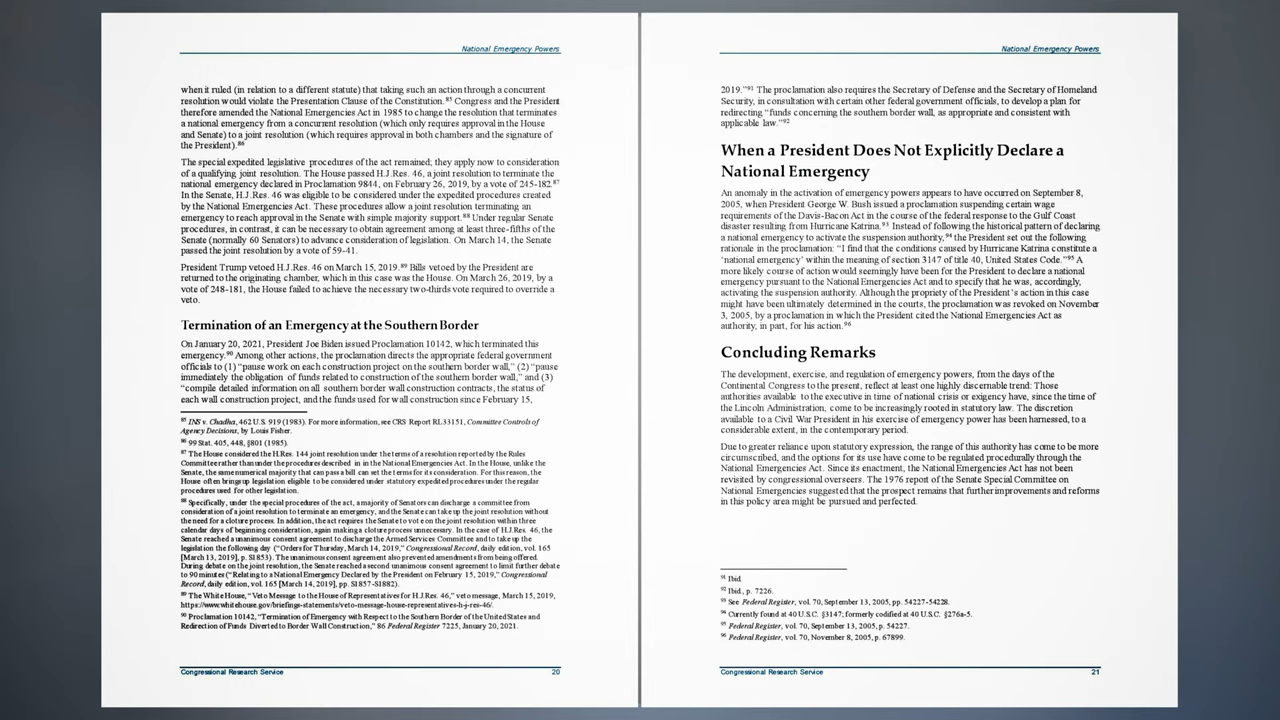 National Emergency Powers
when it ruled (in relation to a different statute) that taking such an action through a concurrent
resolution would violate the Presentation Clause of the Constitution.85 Congress and the President
therefore amended the National Emergencies Act in 1985 to change the resolution that terminates
a national emergency from a concurrent resolution (which only requires approval in the House
and Senate) to a joint resolution (which requires approval in both chambers and the signature of
the President).86
The special expedited legislative procedures of the act remained; they apply now to consideration
of a qualifying joint resolution. The House passed H.J.Res. 46, a joint resolution to terminate the
national emergency declared in Proclamation 9844, on February 26, 2019, by a vote of 245-182.87
In the Senate, H.J.Res. 46 was eligible to be considered under the expedited procedures created
by the National Emergencies Act. These procedures allow a joint resolution terminating an
emergency to reach approval in the Senate with simple majority support.88 Under regular Senate
procedures, in contrast, it can be necessary to obtain agreement among at least three-fifths of the
Senate (normally 60 Senators) to advance consideration of legislation. On March 14, the Senate
passed the joint resolution by a vote of 59-41.
President Trump vetoed H.J.Res. 46 on March 15, 2019.89 Bills vetoed by the President are
returned to the originating chamber, which in this case was the House. On March 26, 2019, by a
vote of 248-181, the House failed to achieve the necessary two-thirds vote required to override a
veto.
Termination of an Emergency at the Southern Border
On January 20, 2021, President Joe Biden issued Proclamation 10142, which terminated this
emergency.90 Among other actions, the proclamation directs the appropriate federal government
officials to (1) "pause work on each construction project on the southern border wall," (2) "pause
immediately the obligation of funds related to construction of the southern border wall," and (3)
"compile detailed information on all southern border wall construction contracts, the status of
each wall construction project, and the funds used for wall construction since February 15,
85 INS v. Chadha, 462 U.S. 919 (1983). For more information, see CRS Report RL33151, Committee Controls of
Agency Decisions, by Louis Fisher.
86 99 Stat. 405, 448, §801 (1985).
87 The House considered the H.Res. 144 joint resolution under the terms of a resolution reported by the Rules
Committee rather than under the procedures described in in the National Emergencies Act. In the House, unlike the
Senate, the same numerical majority that can pass a bill can set the terms for its consideration. For this reason, the
House often brings up legislation eligible to be considered under statutory expedited procedures under the regular
procedures used for other legislation.
88 Specifically, under the special procedures of the act, a majority of Senators can discharge a committee from
consideration of a joint resolution to terminate an emergency, and the Senate can take up the joint resolution without
the need for a cloture process. In addition, the act requires the Senate to vote on the joint resolution within three
calendar days of beginning consideration, again making a cloture process unnecessary. In the case of H.J.Res. 46, the
Senate reached a unanimous consent agreement to discharge the Armed Services Committee and to take up the
legislation the following day ("Orders for Thursday, March 14, 2019," Congressional Record, daily edition, vol. 165
[March 13, 2019], p. S1853). The unanimous consent agreement also prevented amendments from being offered.
During debate on the joint resolution, the Senate reached a second unanimous consent agreement to limit further debate
to 90 minutes ("Relating to a National Emergency Declared by the President on February 15, 2019," Congressional
Record, daily edition, vol. 165 [March 14, 2019], pp. S1857-S1882).
89 The White House, "Veto Message to the House of Representatives for H.J.Res. 46," veto message, March 15, 2019,
https://www.whitehouse.gov/briefings-statements/veto-message-house-representatives-h-j-res-46/.
90 Proclamation 10142, "Termination of Emergency with Respect to the Southern Border of the United States and
Redirection of Funds Diverted to Border Wall Construction," 86 Federal Register 7225, January 20, 2021.
Congressional Research Service 20
National Emergency Powers
2019."91 The proclamation also requires the Secretary of Defense and the Secretary of Homeland
Security, in consultation with certain other federal government officials, to develop a plan for
redirecting "funds concerning the southern border wall, as appropriate and consistent with
applicable law."92
When a President Does Not Explicitly Declare a
National Emergency
An anomaly in the activation of emergency powers appears to have occurred on September 8,
2005, when President George W. Bush issued a proclamation suspending certain wage
requirements of the Davis-Bacon Act in the course of the federal response to the Gulf Coast
disaster resulting from Hurricane Katrina.93 Instead of following the historical pattern of declaring
a national emergency to activate the suspension authority,94 the President set out the following
rationale in the proclamation: "I find that the conditions caused by Hurricane Katrina constitute a
'national emergency' within the meaning of section 3147 of title 40, United States Code."95 A
more likely course of action would seemingly have been for the President to declare a national
emergency pursuant to the National Emergencies Act and to specify that he was, accordingly,
activating the suspension authority. Although the propriety of the President's action in this case
might have been ultimately determined in the courts, the proclamation was revoked on November
3, 2005, by a proclamation in which the President cited the National Emergencies Act as
authority, in part, for his action.96
Concluding Remarks
The development, exercise, and regulation of emergency powers, from the days of the
Continental Congress to the present, reflect at least one highly discernable trend: Those
authorities available to the executive in time of national crisis or exigency have, since the time of
the Lincoln Administration, come to be increasingly rooted in statutory law. The discretion
available to a Civil War President in his exercise of emergency power has been harnessed, to a
considerable extent, in the contemporary period.
Due to greater reliance upon statutory expression, the range of this authority has come to be more
circumscribed, and the options for its use have come to be regulated procedurally through the
National Emergencies Act. Since its enactment, the National Emergencies Act has not been
revisited by congressional overseers. The 1976 report of the Senate Special Committee on
National Emergencies suggested that the prospect remains that further improvements and reforms
in this policy area might be pursued and perfected.
91 Ibid.
92 Ibid., p. 7226.
93 See Federal Register, vol. 70, September 13, 2005, pp. 54227-54228.
94 Currently found at 40 U.S.C. §3147; formerly codified at 40 U.S.C. §276a-5.
95 Federal Register, vol. 70, September 13, 2005, p. 54227.
96 Federal Register, vol. 70, November 8, 2005, p. 67899.
Congressional Research Service 21